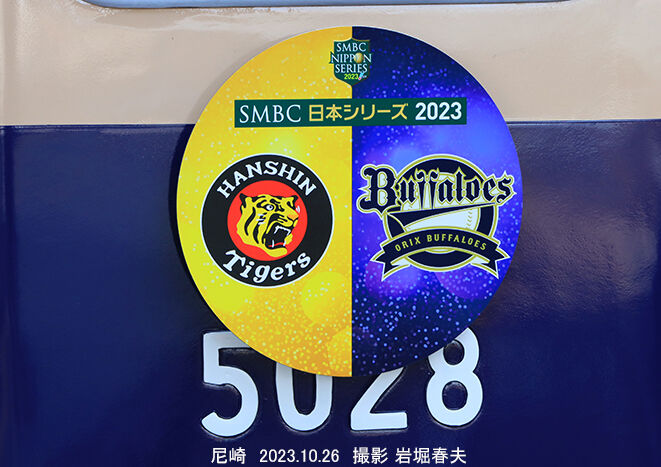 SMBC
NIPPON
SERIES
2023
SMBC 日本シリーズ 2023
HANSHIN
Tigers
Buffaloes
ORIX BUFFALOES
5028
尼崎 2023.10.26 撮影 岩堀春夫